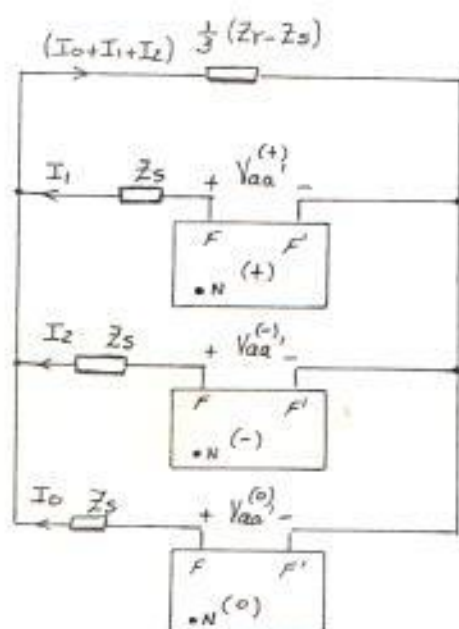 (I0+I1+I2) 1/3 (Zr-Zs)
I1 Zs + Vaa'(+) -
F F'
•N (+)
I2 Zs + Vaa'(-) -
F F'
•N (-)
I0 Zs + Vaa'(0) -
F F'
•N (0)